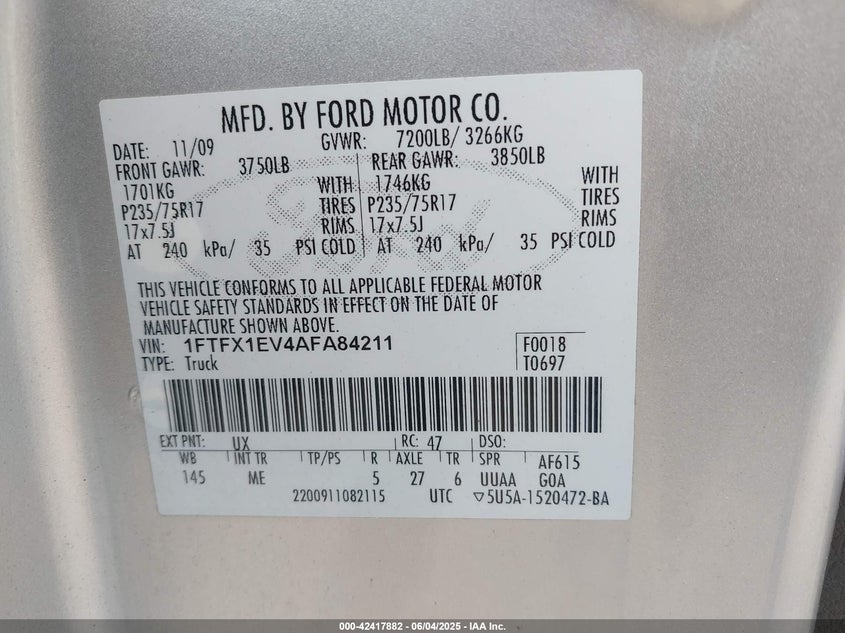 MFD. BY FORD MOTOR CO.
DATE: 11/09 GVWR: 7200LB/ 3266KG
FRONT GAWR: 3750LB REAR GAWR: 3850LB
1701KG WITH 1746KG WITH
P235/75R17 TIRES P235/75R17 TIRES
17x7.5J RIMS 17x7.5J RIMS
AT 240 kPa/ 35 PSI COLD AT 240 kPa/ 35 PSI COLD
Ford
THIS VEHICLE CONFORMS TO ALL APPLICABLE FEDERAL MOTOR
VEHICLE SAFETY STANDARDS IN EFFECT ON THE DATE OF
MANUFACTURE SHOWN ABOVE.
VIN: 1FTFX1EV4AFA84211 F0018
TYPE: Truck T0697
EXT PNT: UX RC: 47 DSO:
WB INT TR TP/PS R AXLE TR SPR AF615
145 ME 5 27 6 UUAA GOA
2200911082115 UTC ▽5U5A-1520472-BA
000-42417882 - 06/04/2025 - IAA Inc.